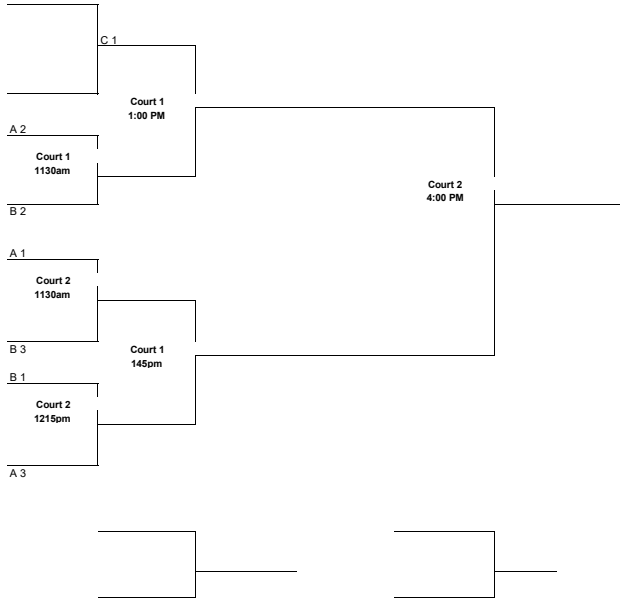 C 1
Court 1
1:00 PM
A 2
Court 1
1130am
B 2
Court 2
4:00 PM
A 1
Court 2
1130am
B 3
Court 1
145pm
B 1
Court 2
1215pm
A 3